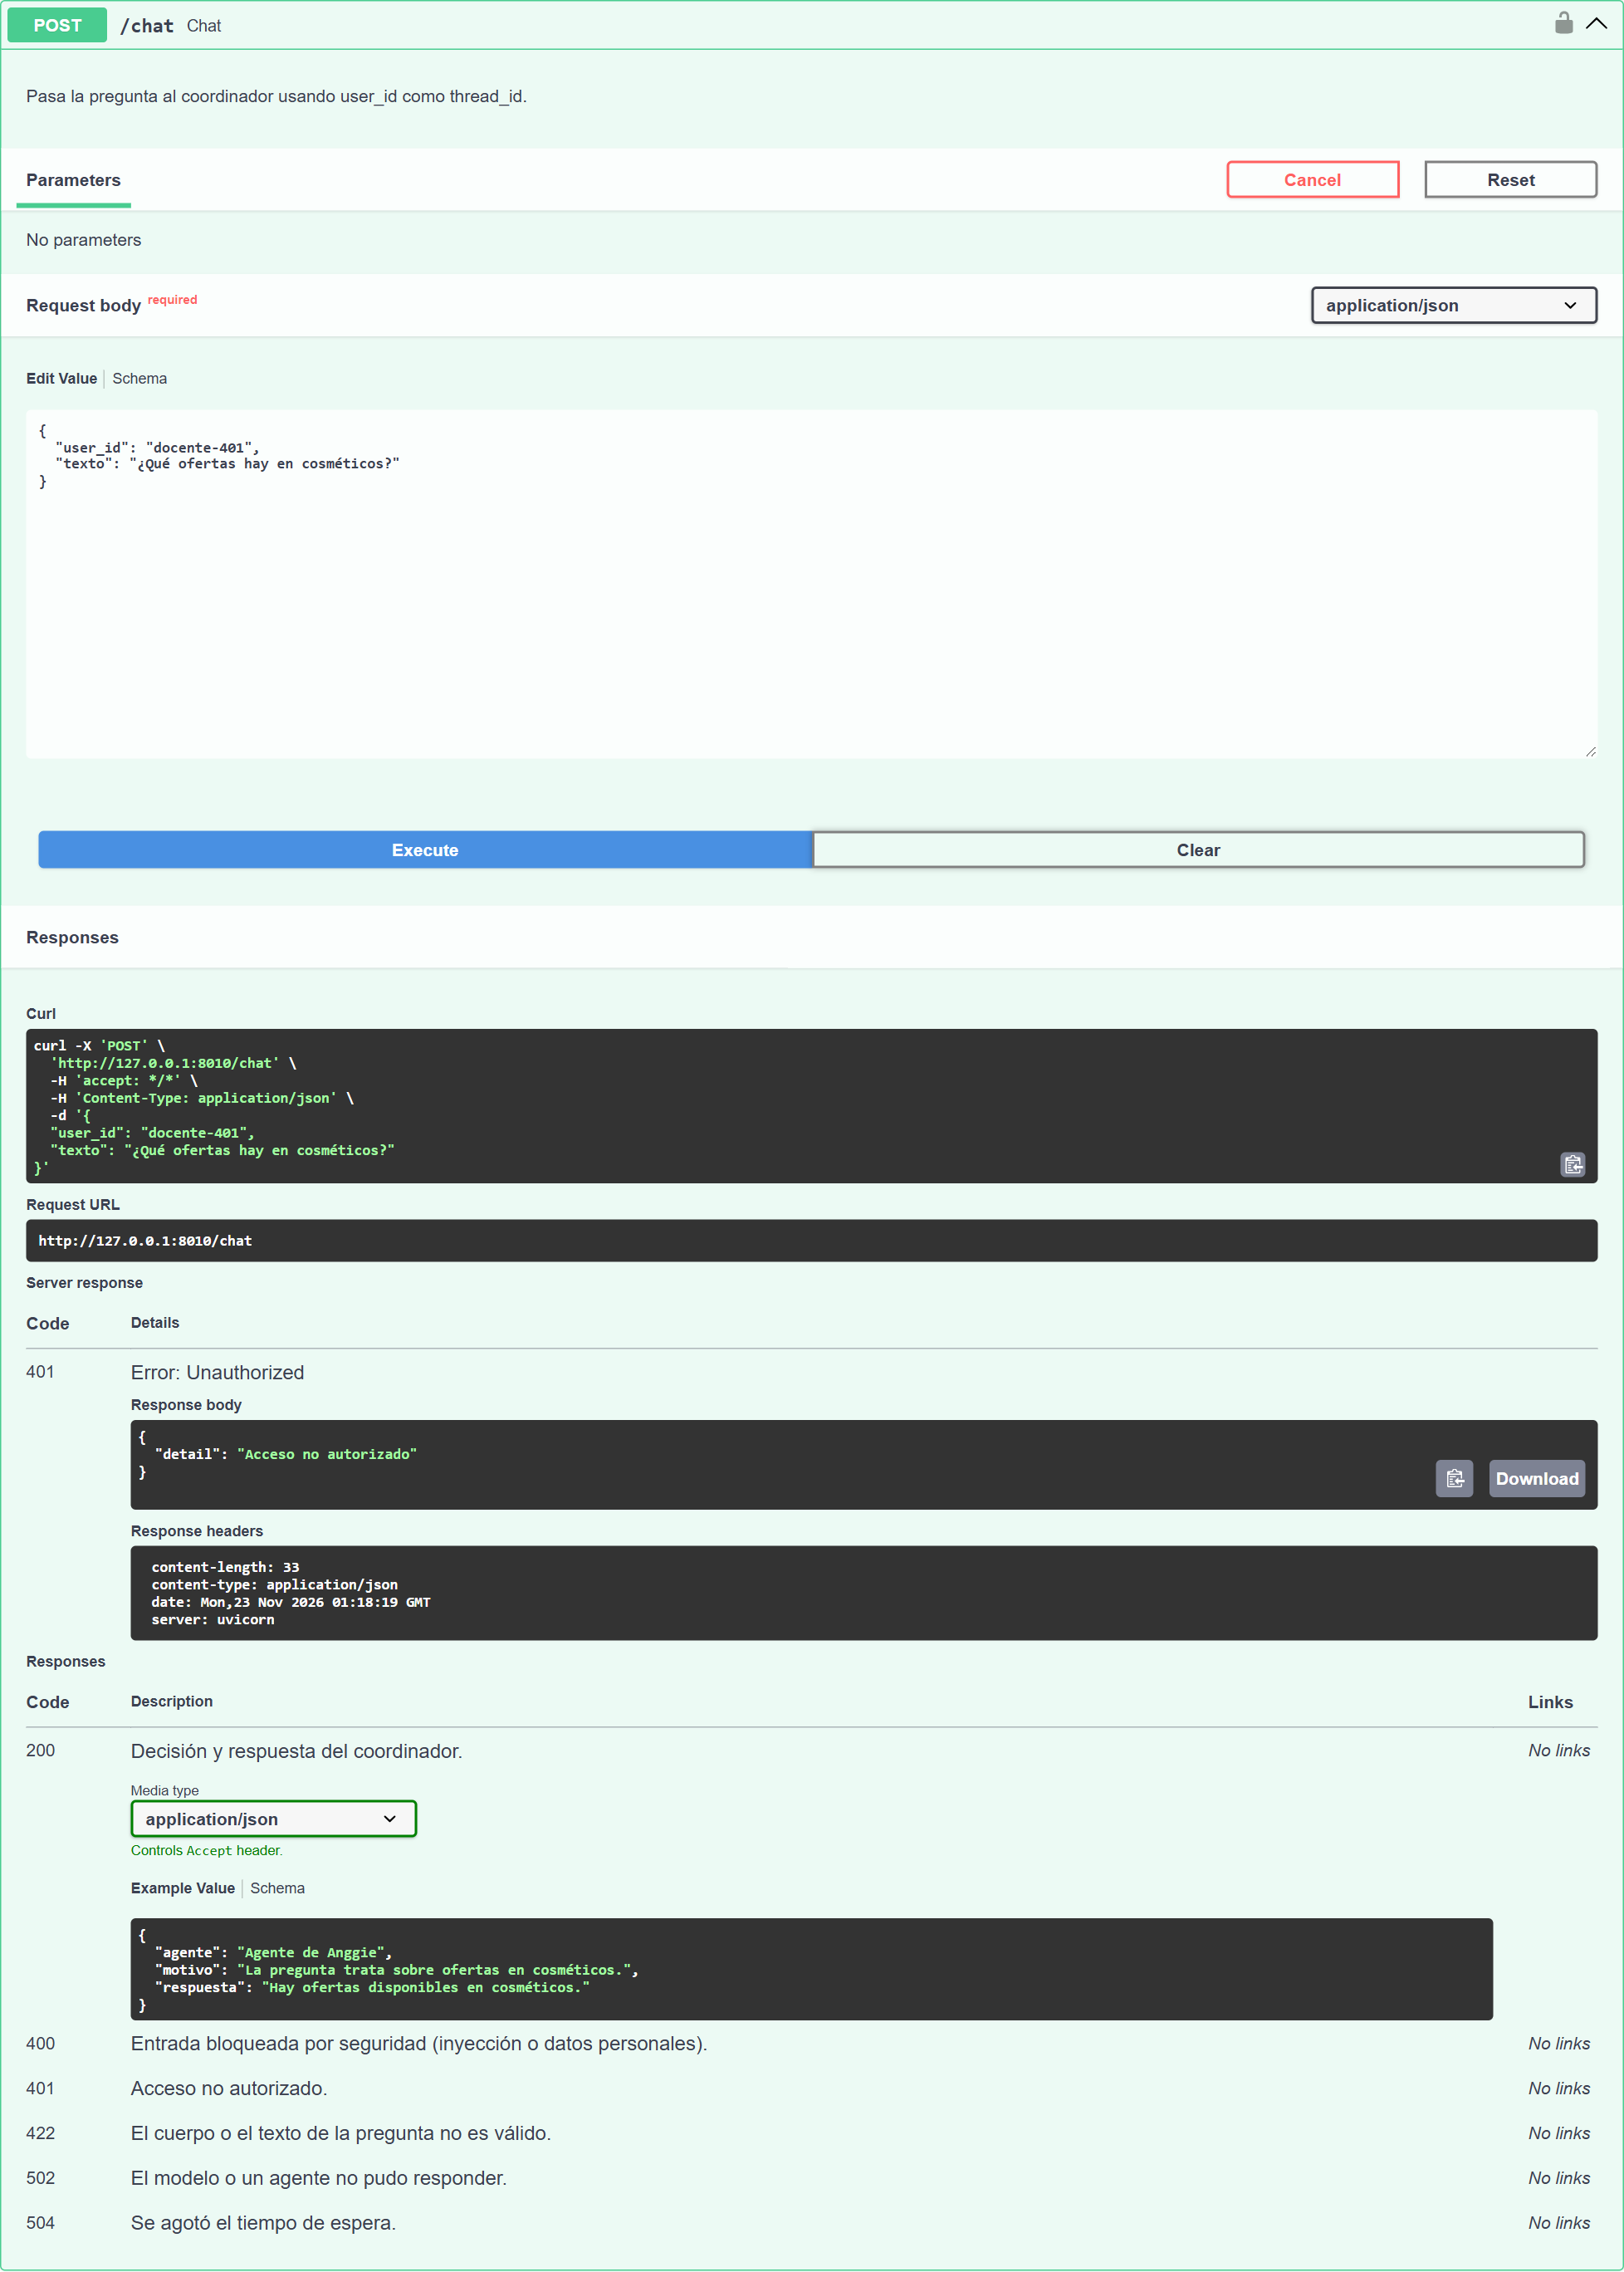 POST /chat Chat
Pasa la pregunta al coordinador usando user_id como thread_id.
Parameters Cancel Reset
No parameters
Request body required application/json
Edit Value Schema
{
"user_id": "docente-401",
"texto": "¿Qué ofertas hay en cosméticos?"
}
Execute Clear
Responses
Curl
curl -X 'POST' \
'http://127.0.0.1:8010/chat' \
-H 'accept: */*' \
-H 'Content-Type: application/json' \
-d '{
"user_id": "docente-401",
"texto": "¿Qué ofertas hay en cosméticos?"
}'
Request URL
http://127.0.0.1:8010/chat
Server response
Code Details
401 Error: Unauthorized
Response body
{
"detail": "Acceso no autorizado"
}
Download
Response headers
content-length: 33
content-type: application/json
date: Mon,23 Nov 2026 01:18:19 GMT
server: uvicorn
Responses
Code Description Links
200 Decisión y respuesta del coordinador. No links
Media type
application/json
Controls Accept header.
Example Value Schema
{
"agente": "Agente de Anggie",
"motivo": "La pregunta trata sobre ofertas en cosméticos.",
"respuesta": "Hay ofertas disponibles en cosméticos."
}
400 Entrada bloqueada por seguridad (inyección o datos personales). No links
401 Acceso no autorizado. No links
422 El cuerpo o el texto de la pregunta no es válido. No links
502 El modelo o un agente no pudo responder. No links
504 Se agotó el tiempo de espera. No links